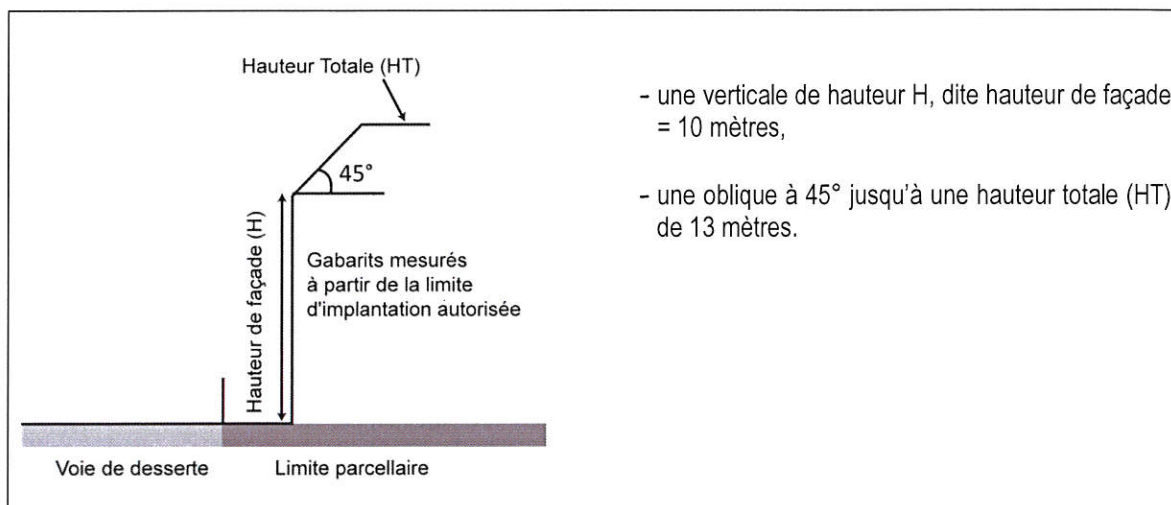 Hauteur Totale (HT)
45°
Hauteur de façade (H)
Gabarits mesurés
à partir de la limite
d'implantation autorisée
Voie de desserte
Limite parcellaire
- une verticale de hauteur H, dite hauteur de façade
= 10 mètres,
- une oblique à 45° jusqu'à une hauteur totale (HT)
de 13 mètres.